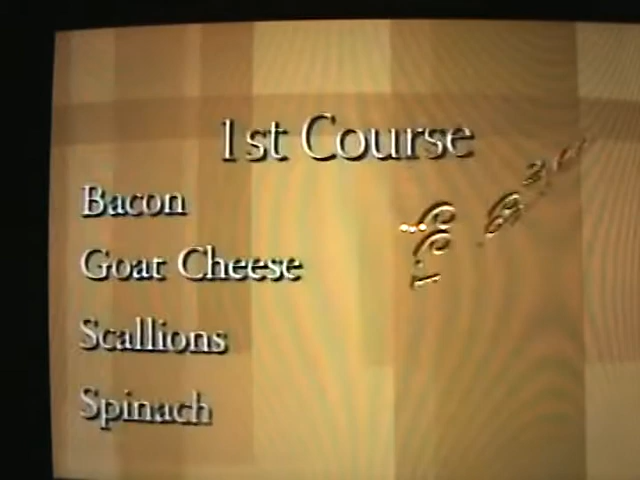 1st Course
Bacon
Goat Cheese
Scallions
Spinach